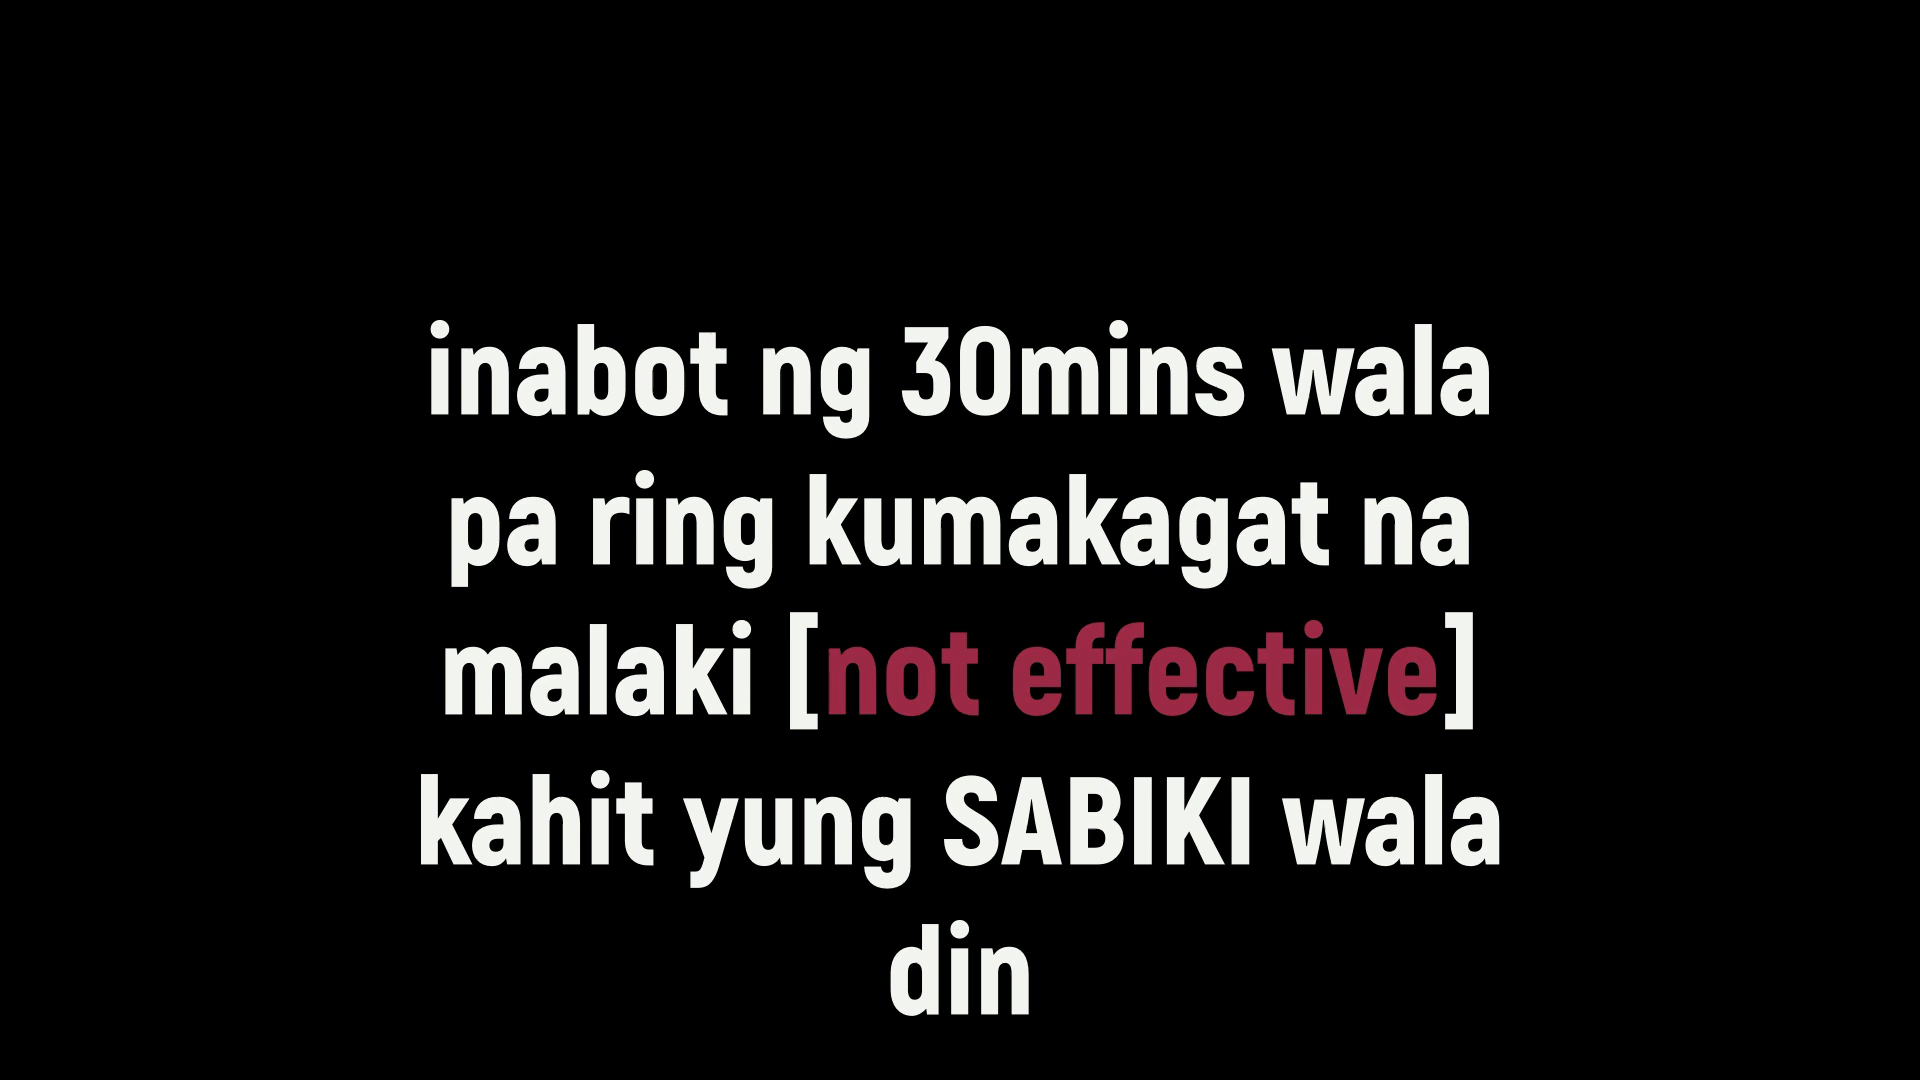 inabot ng 30mins wala
pa ring kumakagat na
malaki [not effective]
kahit yung SABIKI wala
din